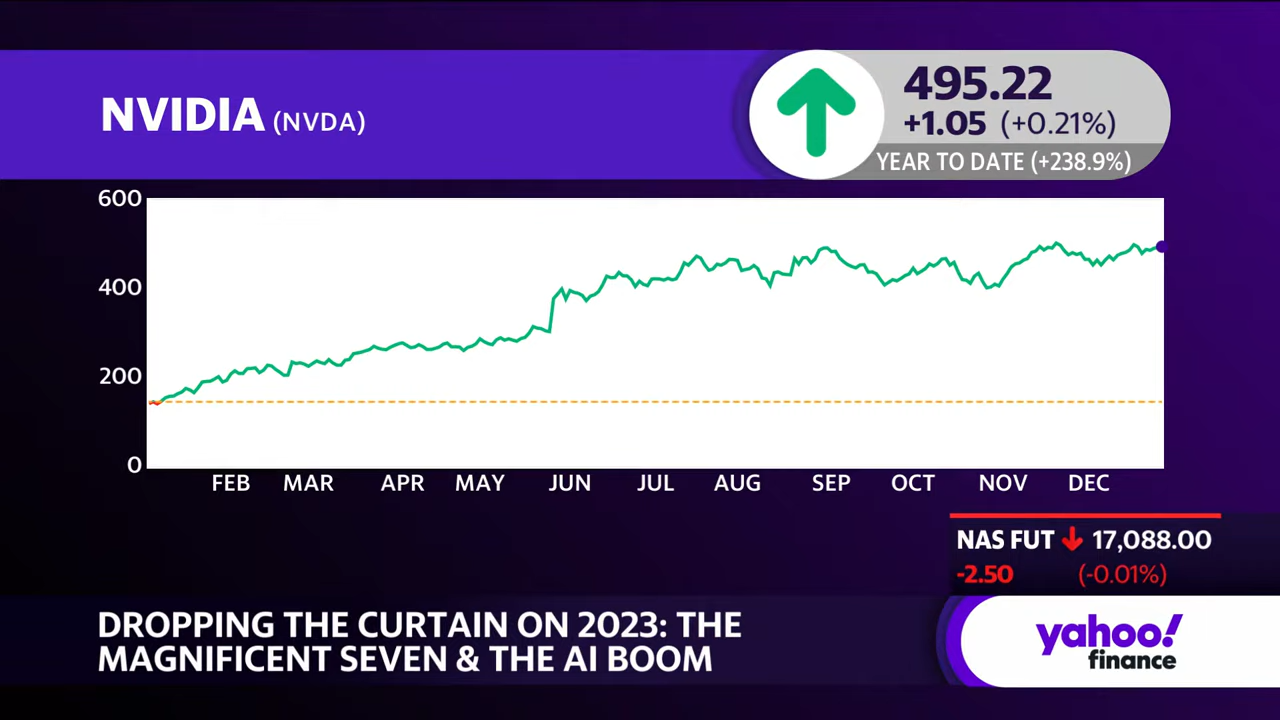 NVIDIA (NVDA)
495.22
+1.05 (+0.21%)
YEAR TO DATE (+238.9%)
600
400
200
0
FEB MAR APR MAY JUN JUL AUG SEP OCT NOV DEC
NAS FUT 17,088.00
-2.50 (-0.01%)
DROPPING THE CURTAIN ON 2023: THE
MAGNIFICENT SEVEN & THE AI BOOM
yahoo!
finance